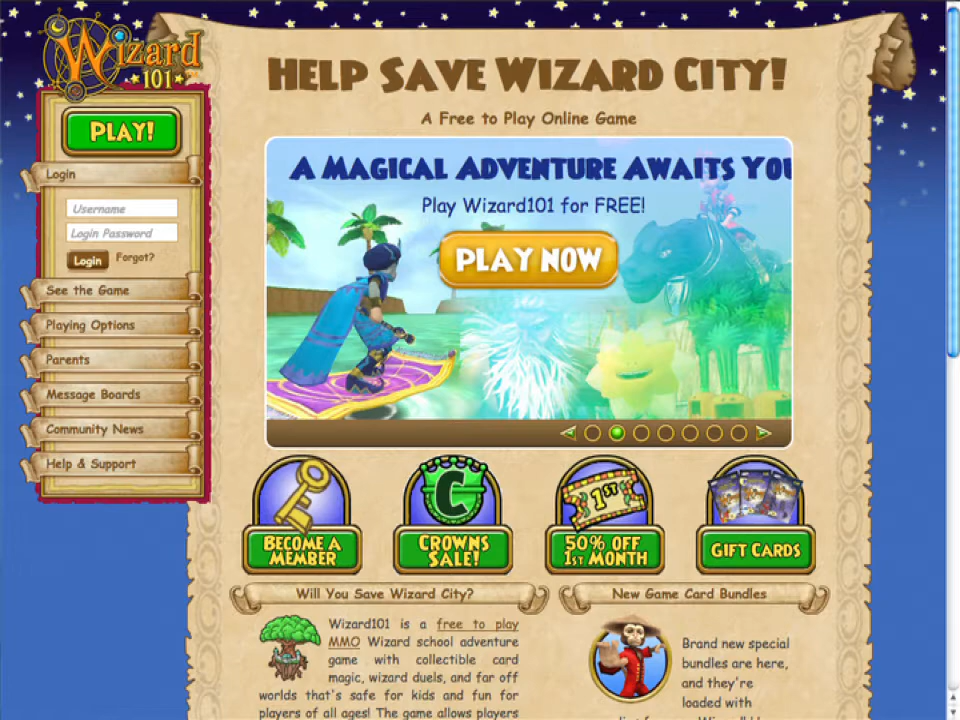 Wizard
101
HELP SAVE WIZARD CITY!
A Free to Play Online Game
PLAY!
Login
Username
Login Password
Login Forgot?
See the Game
Playing Options
Parents
Message Boards
Community News
Help & Support
A MAGICAL ADVENTURE AWAITS YOU
Play Wizard101 for FREE!
PLAY NOW
BECOME A
MEMBER
C
CROWNS
SALE!
1ST
50% OFF
1ST MONTH
GIFT CARDS
Will You Save Wizard City?
Wizard101 is a free to play
MMO Wizard school adventure
game with collectible card
magic, wizard duels, and far off
worlds that's safe for kids and fun for
players of all ages! The game allows players
New Game Card Bundles
Brand new special
bundles are here,
and they're
loaded with